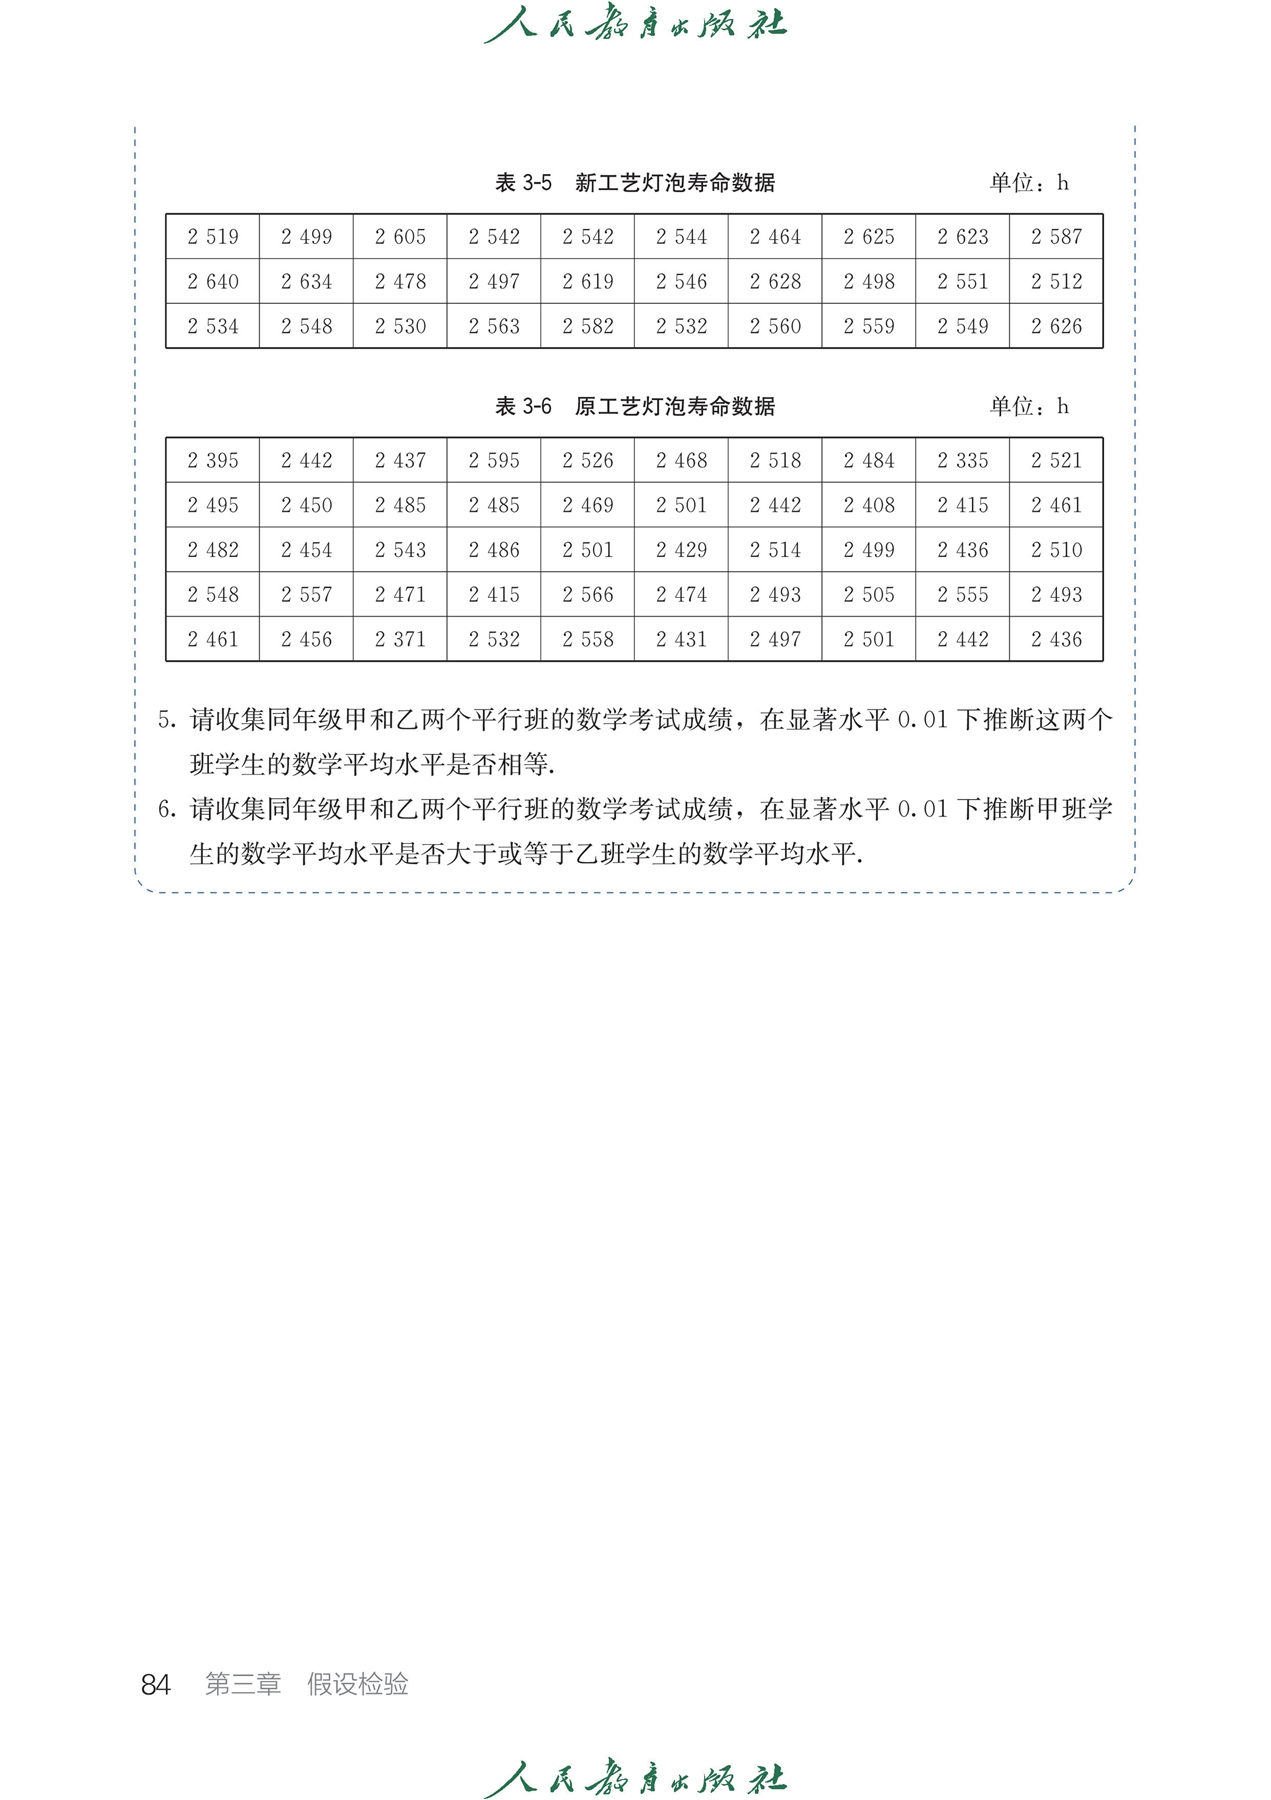 人民教育出版社
表 3-5 新工艺灯泡寿命数据 单位：h
2 519 2 499 2 605 2 542 2 542 2 544 2 464 2 625 2 623 2 587
2 640 2 634 2 478 2 497 2 619 2 546 2 628 2 498 2 551 2 512
2 534 2 548 2 530 2 563 2 582 2 532 2 560 2 559 2 549 2 626
表 3-6 原工艺灯泡寿命数据 单位：h
2 395 2 442 2 437 2 595 2 526 2 468 2 518 2 484 2 335 2 521
2 495 2 450 2 485 2 485 2 469 2 501 2 442 2 408 2 415 2 461
2 482 2 454 2 543 2 486 2 501 2 429 2 514 2 499 2 436 2 510
2 548 2 557 2 471 2 415 2 566 2 474 2 493 2 505 2 555 2 493
2 461 2 456 2 371 2 532 2 558 2 431 2 497 2 501 2 442 2 436
5. 请收集同年级甲和乙两个平行班的数学考试成绩，在显著水平 0.01 下推断这两个
班学生的数学平均水平是否相等.
6. 请收集同年级甲和乙两个平行班的数学考试成绩，在显著水平 0.01 下推断甲班学
生的数学平均水平是否大于或等于乙班学生的数学平均水平.
84 第三章 假设检验
人民教育出版社